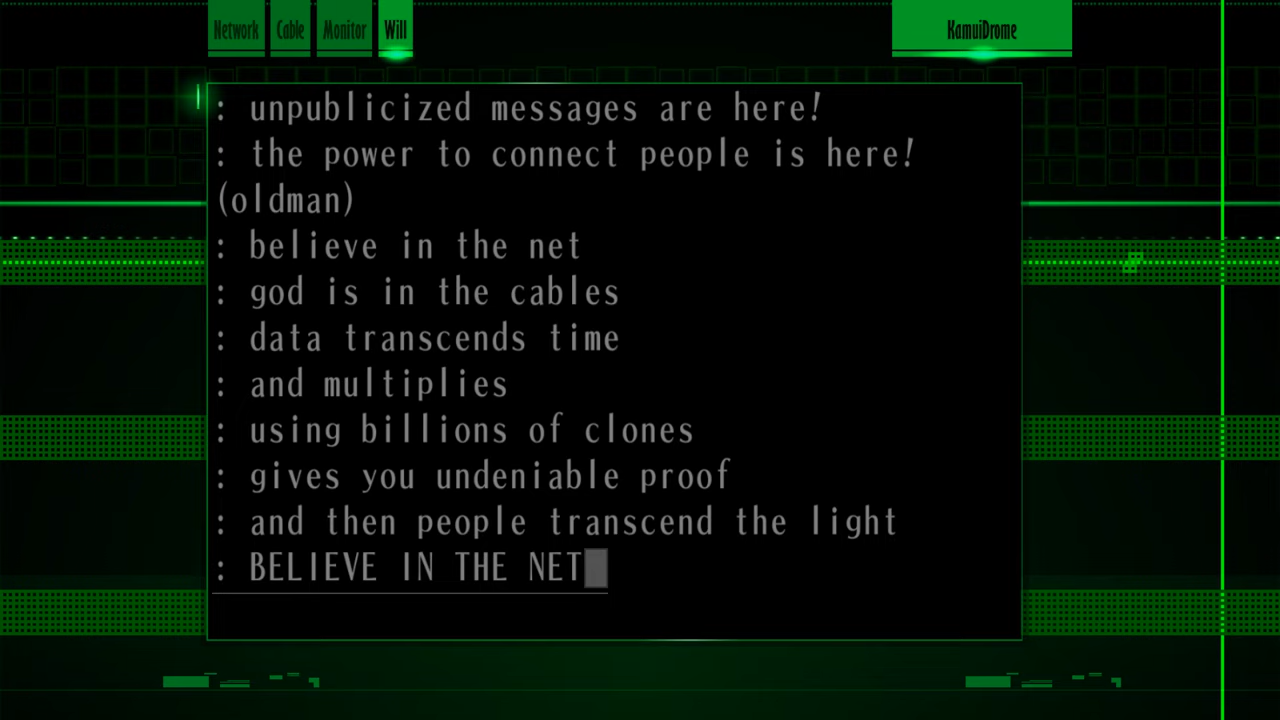 Network Cable Monitor Will KamuiDrome
: unpublicized messages are here!
: the power to connect people is here!
(oldman)
: believe in the net
: god is in the cables
: data transcends time
: and multiplies
: using billions of clones
: gives you undeniable proof
: and then people transcend the light
: BELIEVE IN THE NET